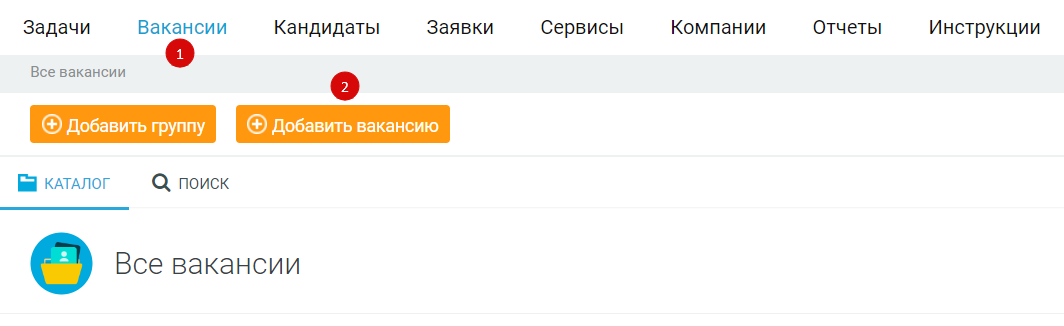 Задачи Вакансии Кандидаты Заявки Сервисы Компании Отчеты Инструкции
1
Все вакансии
2
Добавить группу Добавить вакансию
КАТАЛОГ ПОИСК
Все вакансии